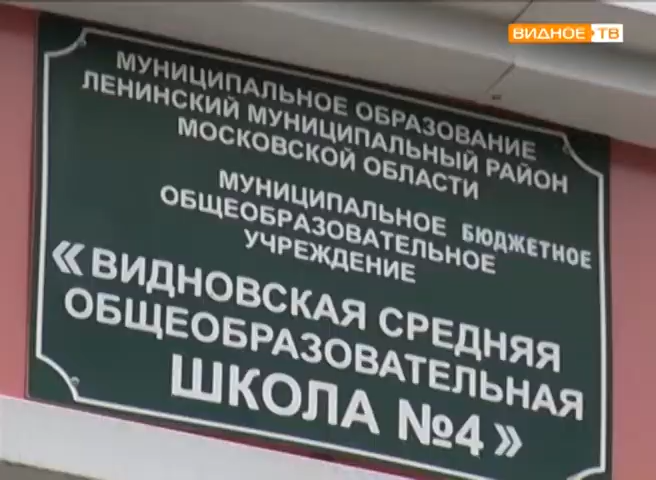 ВИДНОЕ ТВ
МУНИЦИПАЛЬНОЕ ОБРАЗОВАНИЕ
ЛЕНИНСКИЙ МУНИЦИПАЛЬНЫЙ РАЙОН
МОСКОВСКОЙ ОБЛАСТИ
МУНИЦИПАЛЬНОЕ БЮДЖЕТНОЕ
ОБЩЕОБРАЗОВАТЕЛЬНОЕ
УЧРЕЖДЕНИЕ
«ВИДНОВСКАЯ СРЕДНЯЯ
ОБЩЕОБРАЗОВАТЕЛЬНАЯ
ШКОЛА №4»